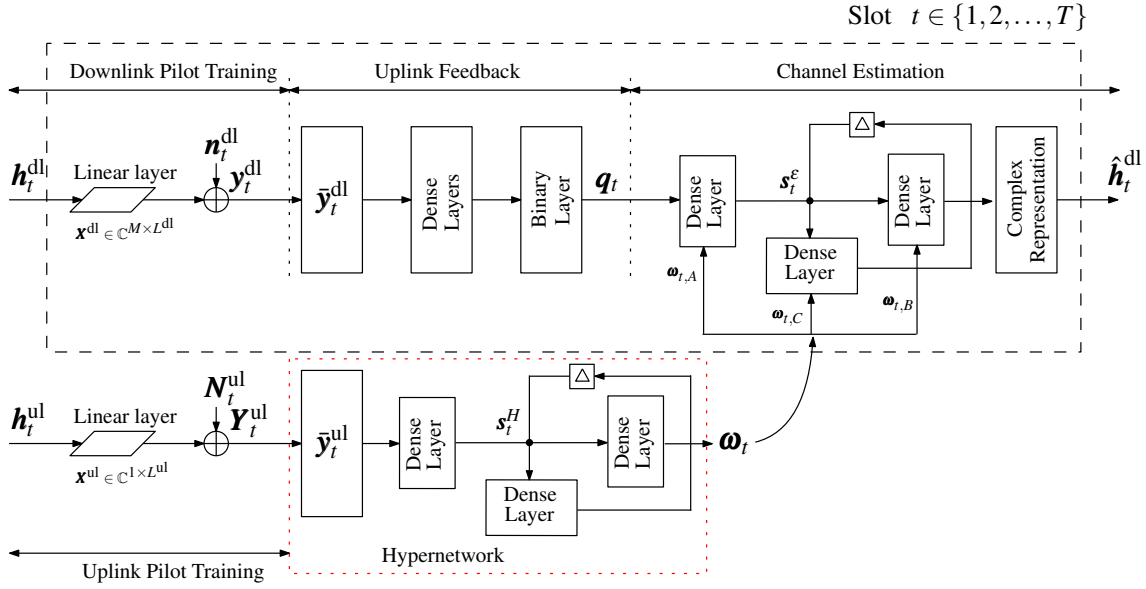 Slot t ∈ {1, 2, …, T}
Downlink Pilot Training
Uplink Feedback
Channel Estimation
h_t^dl
Linear layer
X^dl ∈ ℂ^{M×L^dl}
n_t^dl
y_t^dl
ȳ_t^dl
Dense
Layers
Binary
Layer
q_t
Dense
Layer
s_t^ε
△
Dense
Layer
Dense
Layer
Complex
Representation
ĥ_t^dl
ω_{t,A}
ω_{t,C}
ω_{t,B}
h_t^ul
Linear layer
X^ul ∈ ℂ^{1×L^ul}
N_t^ul
Y_t^ul
ȳ_t^ul
Dense
Layer
s_t^H
△
Dense
Layer
Dense
Layer
ω_t
Hypernetwork
Uplink Pilot Training